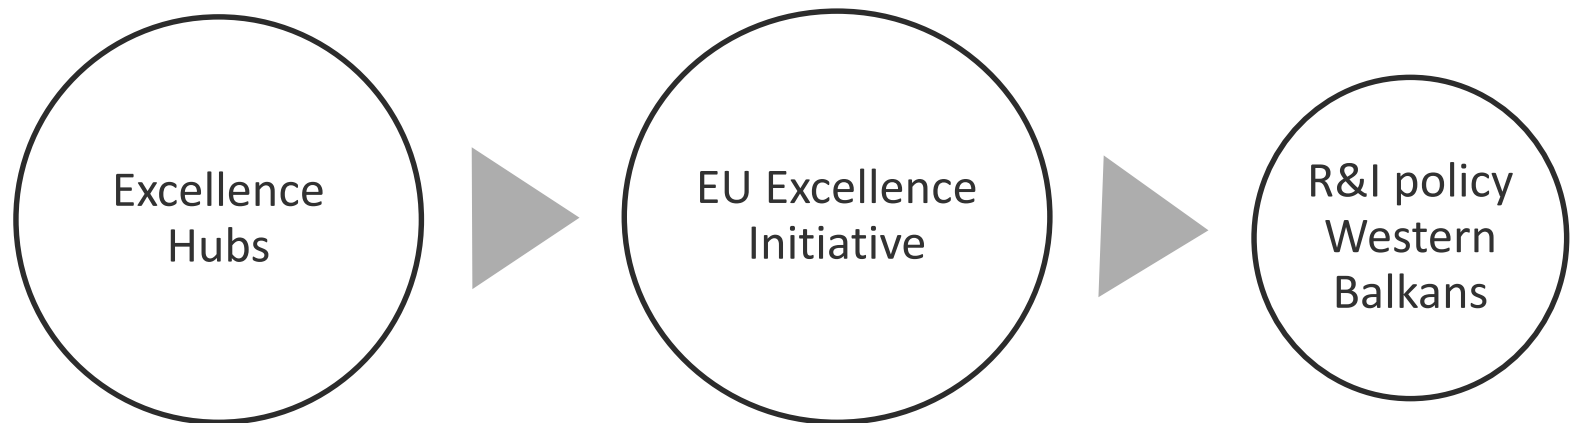 Excellence
Hubs
EU Excellence
Initiative
R&I policy
Western
Balkans